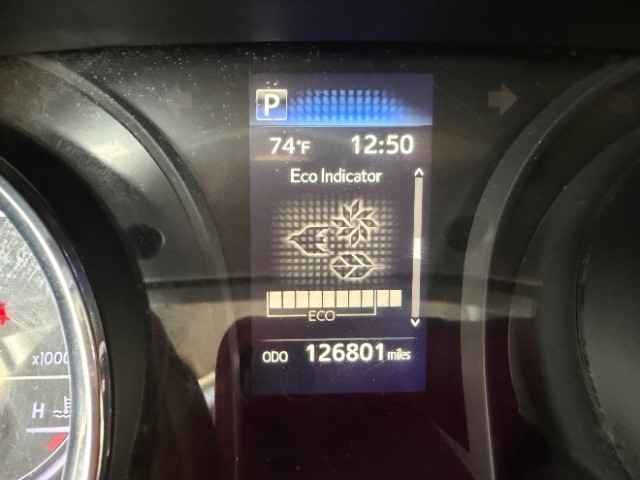 P
74°F 12:50
Eco Indicator
ECO
ODO 126801 miles
x1000
H